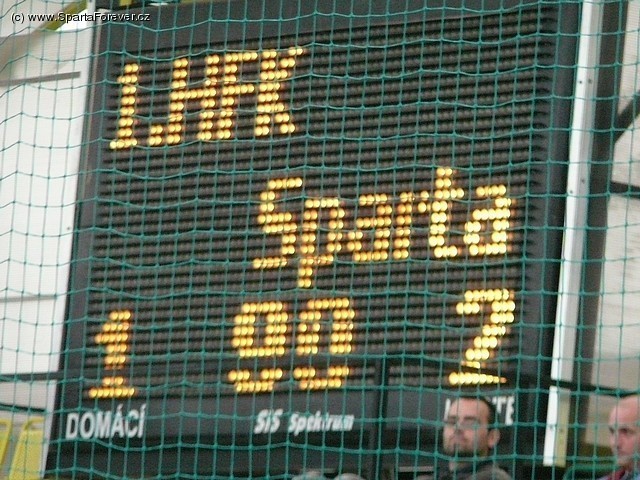 (c) www.SpartaForever.cz
1.HFK
Sparta
1 90 2
DOMÁCÍ SiS Spektrum